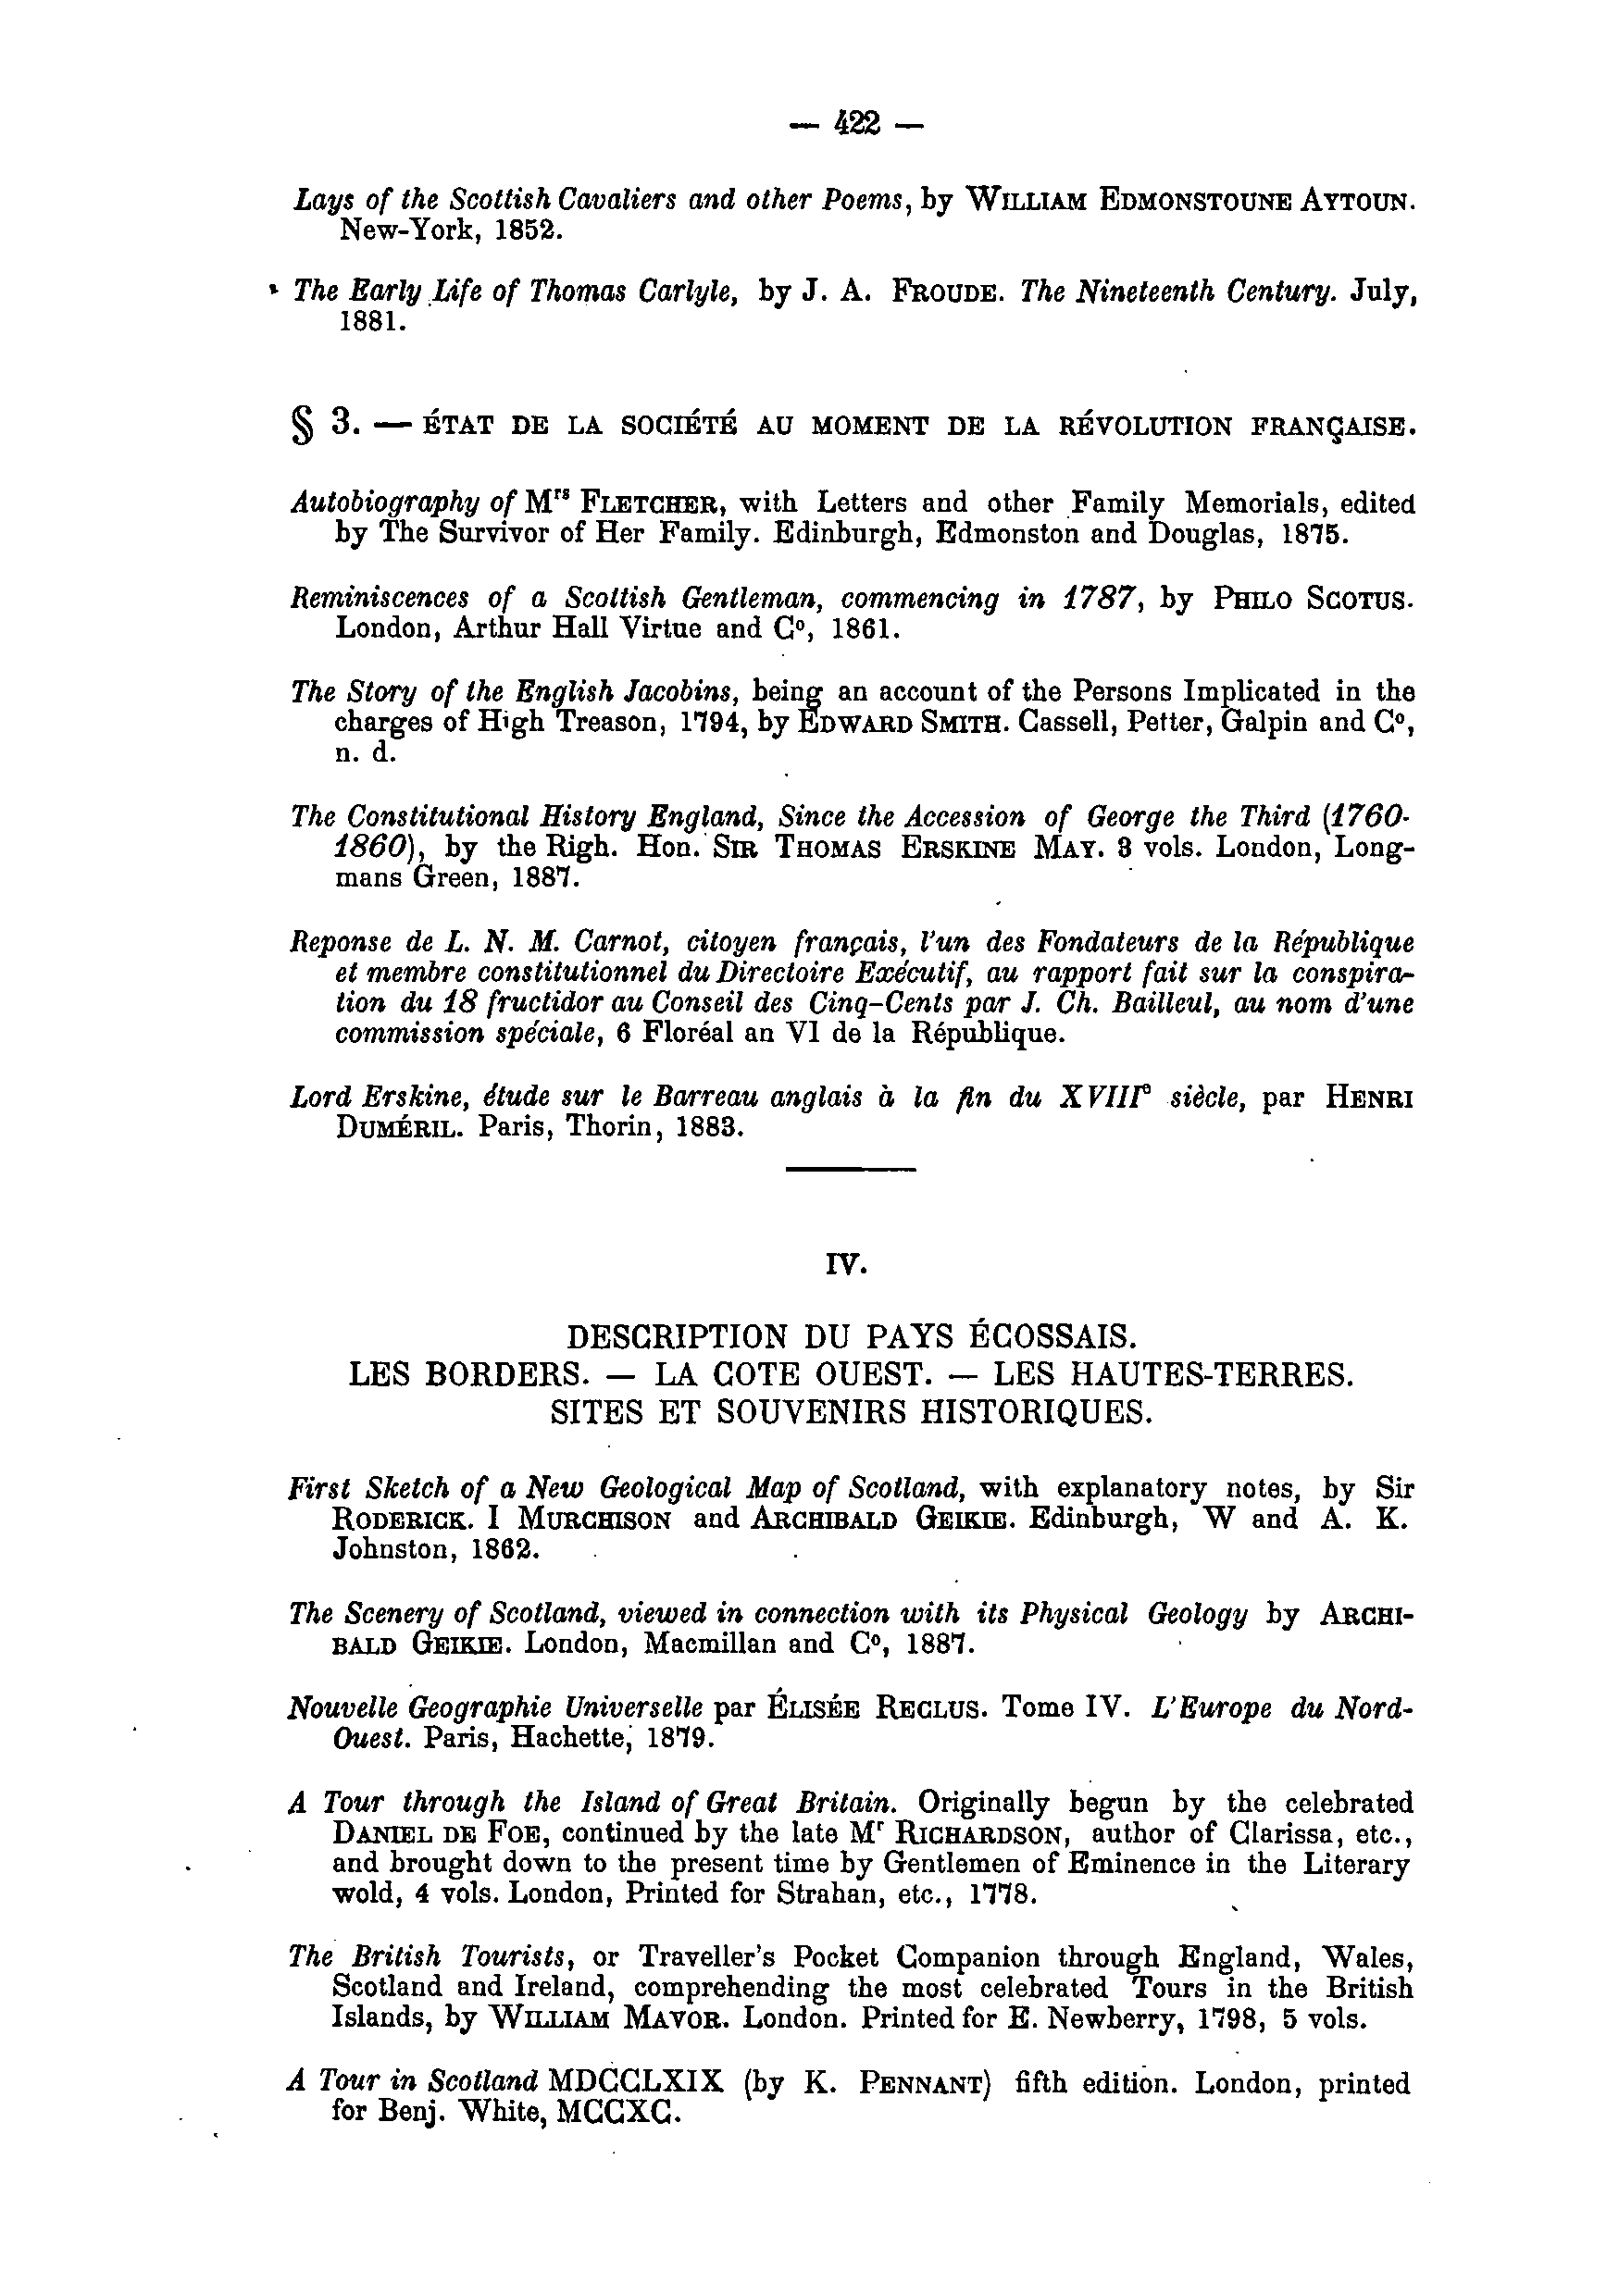 — 422 —
Lays of the Scottish Cavaliers and other Poems, by WILLIAM EDMONSTOUNE AYTOUN.
New-York, 1852.
The Early Life of Thomas Carlyle, by J. A. FROUDE. The Nineteenth Century. July,
1881.
§ 3. — ÉTAT DE LA SOCIÉTÉ AU MOMENT DE LA RÉVOLUTION FRANÇAISE.
Autobiography of Mrs FLETCHER, with Letters and other Family Memorials, edited
by The Survivor of Her Family. Edinburgh, Edmonston and Douglas, 1875.
Reminiscences of a Scottish Gentleman, commencing in 1787, by PHILO SCOTUS.
London, Arthur Hall Virtue and Co, 1861.
The Story of the English Jacobins, being an account of the Persons Implicated in the
charges of High Treason, 1794, by EDWARD SMITH. Cassell, Petter, Galpin and Co,
n. d.
The Constitutional History England, Since the Accession of George the Third (1760-
1860), by the Righ. Hon. SIR THOMAS ERSKINE MAY. 3 vols. London, Long-
mans Green, 1887.
Reponse de L. N. M. Carnot, citoyen français, l'un des Fondateurs de la République
et membre constitutionnel du Directoire Exécutif, au rapport fait sur la conspira-
tion du 18 fructidor au Conseil des Cinq-Cents par J. Ch. Bailleul, au nom d'une
commission spéciale, 6 Floréal an VI de la République.
Lord Erskine, étude sur le Barreau anglais à la fin du XVIIIe siècle, par HENRI
DUMÉRIL. Paris, Thorin, 1883.
IV.
DESCRIPTION DU PAYS ÉCOSSAIS.
LES BORDERS. — LA COTE OUEST. — LES HAUTES-TERRES.
SITES ET SOUVENIRS HISTORIQUES.
First Sketch of a New Geological Map of Scotland, with explanatory notes, by Sir
RODERICK. I MURCHISON and ARCHIBALD GEIKIE. Edinburgh, W and A. K.
Johnston, 1862.
The Scenery of Scotland, viewed in connection with its Physical Geology by ARCHI-
BALD GEIKIE. London, Macmillan and Co, 1887.
Nouvelle Geographie Universelle par ÉLISÉE RECLUS. Tome IV. L'Europe du Nord-
Ouest. Paris, Hachette, 1879.
A Tour through the Island of Great Britain. Originally begun by the celebrated
DANIEL DE FOE, continued by the late Mr RICHARDSON, author of Clarissa, etc.,
and brought down to the present time by Gentlemen of Eminence in the Literary
wold, 4 vols. London, Printed for Strahan, etc., 1778.
The British Tourists, or Traveller's Pocket Companion through England, Wales,
Scotland and Ireland, comprehending the most celebrated Tours in the British
Islands, by WILLIAM MAVOR. London. Printed for E. Newberry, 1798, 5 vols.
A Tour in Scotland MDCCLXIX (by K. PENNANT) fifth edition. London, printed
for Benj. White, MCCXC.